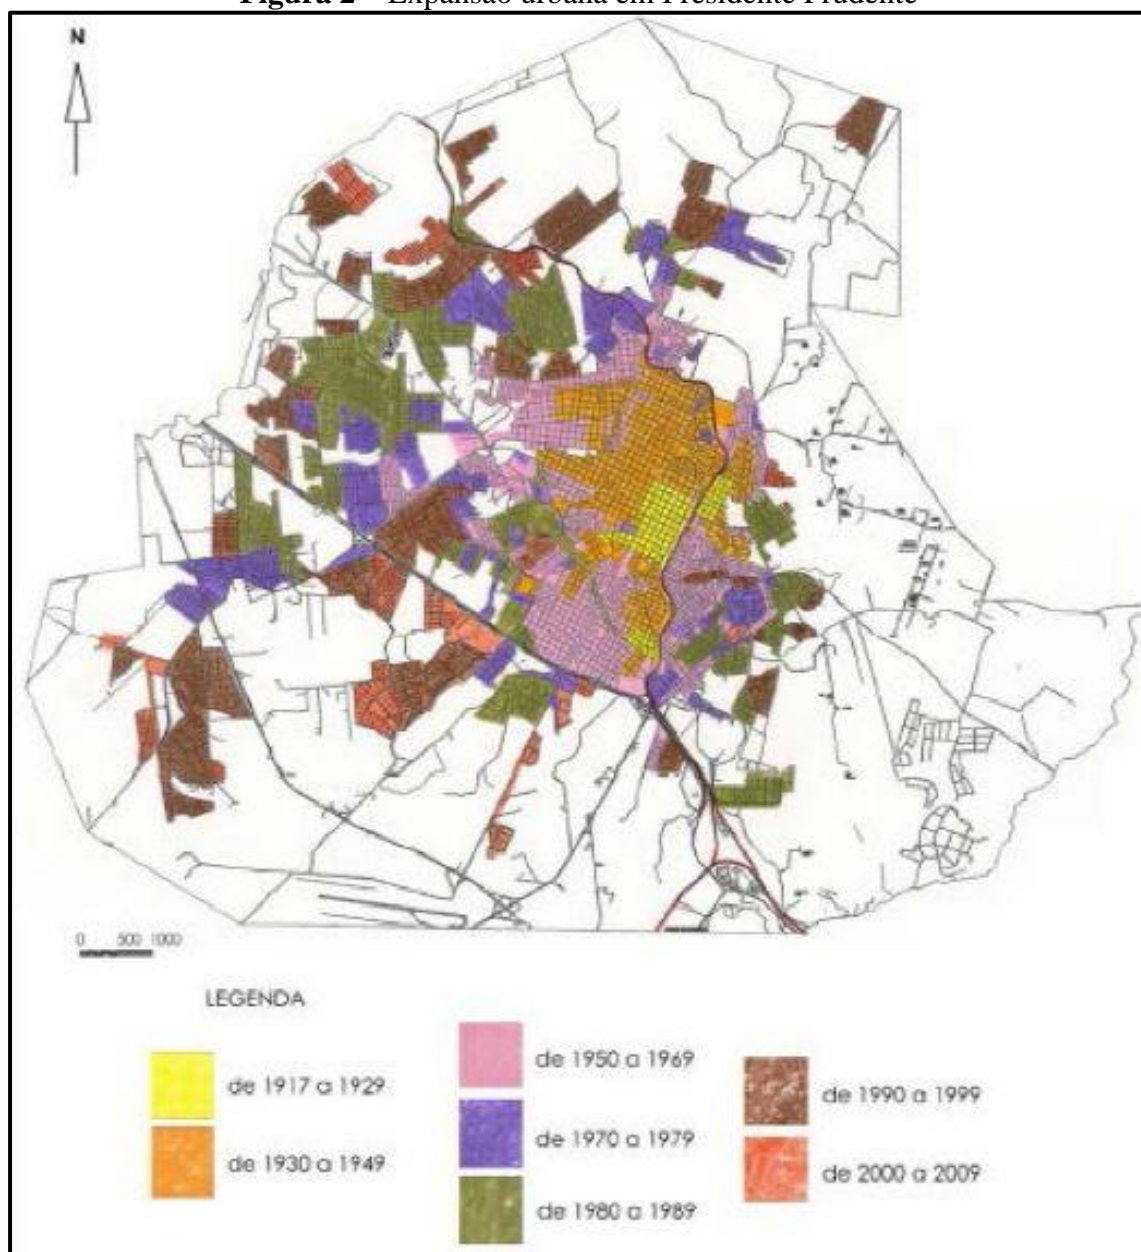 Figura 2 – Expansão urbana em Presidente Prudente
N
0 500 1000
LEGENDA
de 1917 a 1929
de 1930 a 1949
de 1950 a 1969
de 1970 a 1979
de 1980 a 1989
de 1990 a 1999
de 2000 a 2009